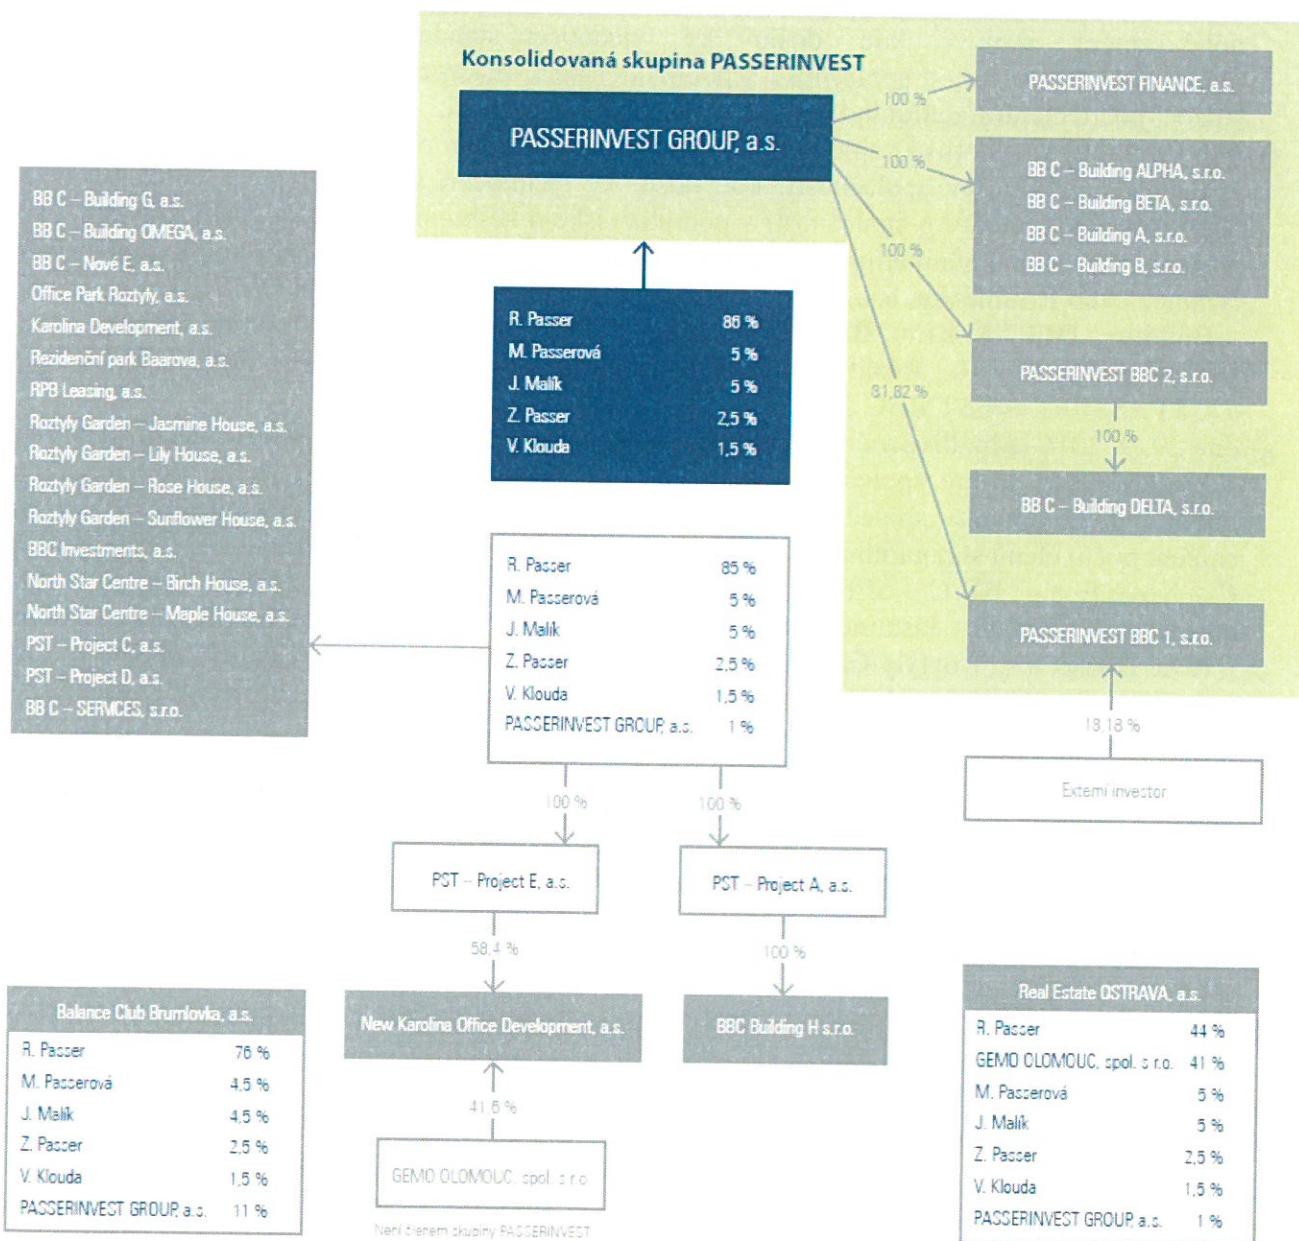 Konsolidovaná skupina PASSERINVEST
PASSERINVEST GROUP, a.s.
100 %
PASSERINVEST FINANCE, a.s.
100 %
BB C – Building ALPHA, s.r.o.
BB C – Building BETA, s.r.o.
BB C – Building A, s.r.o.
BB C – Building B, s.r.o.
100 %
PASSERINVEST BBC 2, s.r.o.
100 %
BB C – Building DELTA, s.r.o.
81,82 %
PASSERINVEST BBC 1, s.r.o.
18,18 %
Externí investor
R. Passer 86 %
M. Passerová 5 %
J. Malík 5 %
Z. Passer 2,5 %
V. Klouda 1,5 %
BB C – Building G, a.s.
BB C – Building OMEGA, a.s.
BB C – Nové E, a.s.
Office Park Roztyly, a.s.
Karolina Development, a.s.
Rezidenční park Baarova, a.s.
RPB Leasing, a.s.
Roztyly Garden – Jasmine House, a.s.
Roztyly Garden – Lily House, a.s.
Roztyly Garden – Rose House, a.s.
Roztyly Garden – Sunflower House, a.s.
BBC Investments, a.s.
North Star Centre – Birch House, a.s.
North Star Centre – Maple House, a.s.
PST – Project C, a.s.
PST – Project D, a.s.
BB C – SERVICES, s.r.o.
R. Passer 85 %
M. Passerová 5 %
J. Malík 5 %
Z. Passer 2,5 %
V. Klouda 1,5 %
PASSERINVEST GROUP, a.s. 1 %
100 %
100 %
PST – Project E, a.s.
PST – Project A, a.s.
58,4 %
100 %
New Karolina Office Development, a.s.
BBC Building H s.r.o.
41,6 %
GEMO OLOMOUC, spol. s r.o.
Není členem skupiny PASSERINVEST
Balance Club Brumlovka, a.s.
R. Passer 76 %
M. Passerová 4,5 %
J. Malík 4,5 %
Z. Passer 2,5 %
V. Klouda 1,5 %
PASSERINVEST GROUP, a.s. 11 %
Real Estate OSTRAVA, a.s.
R. Passer 44 %
GEMO OLOMOUC, spol. s r.o. 41 %
M. Passerová 5 %
J. Malík 5 %
Z. Passer 2,5 %
V. Klouda 1,5 %
PASSERINVEST GROUP, a.s. 1 %